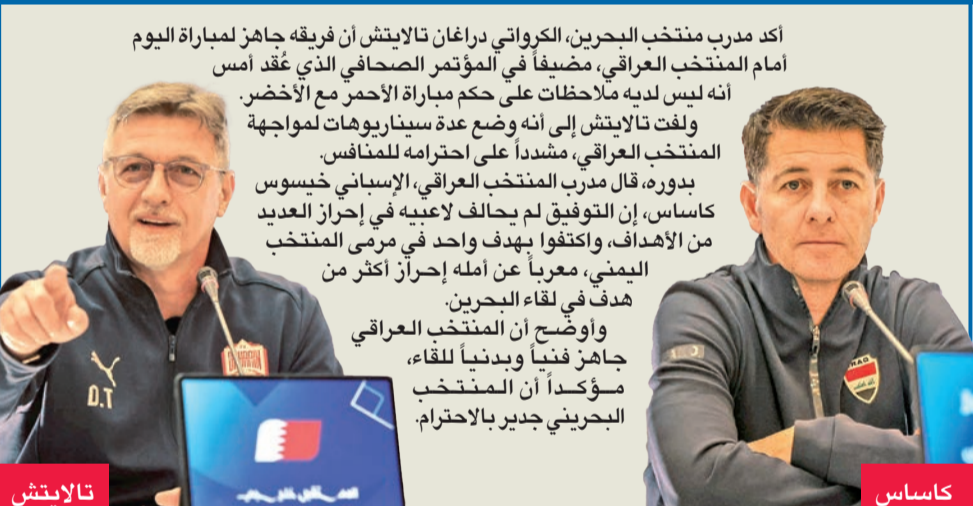 أكد مدرب منتخب البحرين، الكرواتي دراغان تالايتش أن فريقه جاهز لمباراة اليوم
أمام المنتخب العراقي، مضيفاً في المؤتمر الصحافي الذي عُقد أمس
أنه ليس لديه ملاحظات على حكم مباراة الأحمر مع الأخضر.
ولفت تالايتش إلى أنه وضع عدة سيناريوهات لمواجهة
المنتخب العراقي، مشدداً على احترامه للمنافس.
بدوره، قال مدرب المنتخب العراقي، الإسباني خيسوس
كاساس، إن التوفيق لم يحالف لاعبيه في إحراز العديد
من الأهداف، واكتفوا بهدف واحد في مرمى المنتخب
اليمني، معرباً عن أمله إحراز أكثر من
هدف في لقاء البحرين.
وأوضح أن المنتخب العراقي
جاهز فنياً وبدنياً للقاء،
مؤكداً أن المنتخب
البحريني جدير بالاحترام.
D.T
تالايتش
كاساس